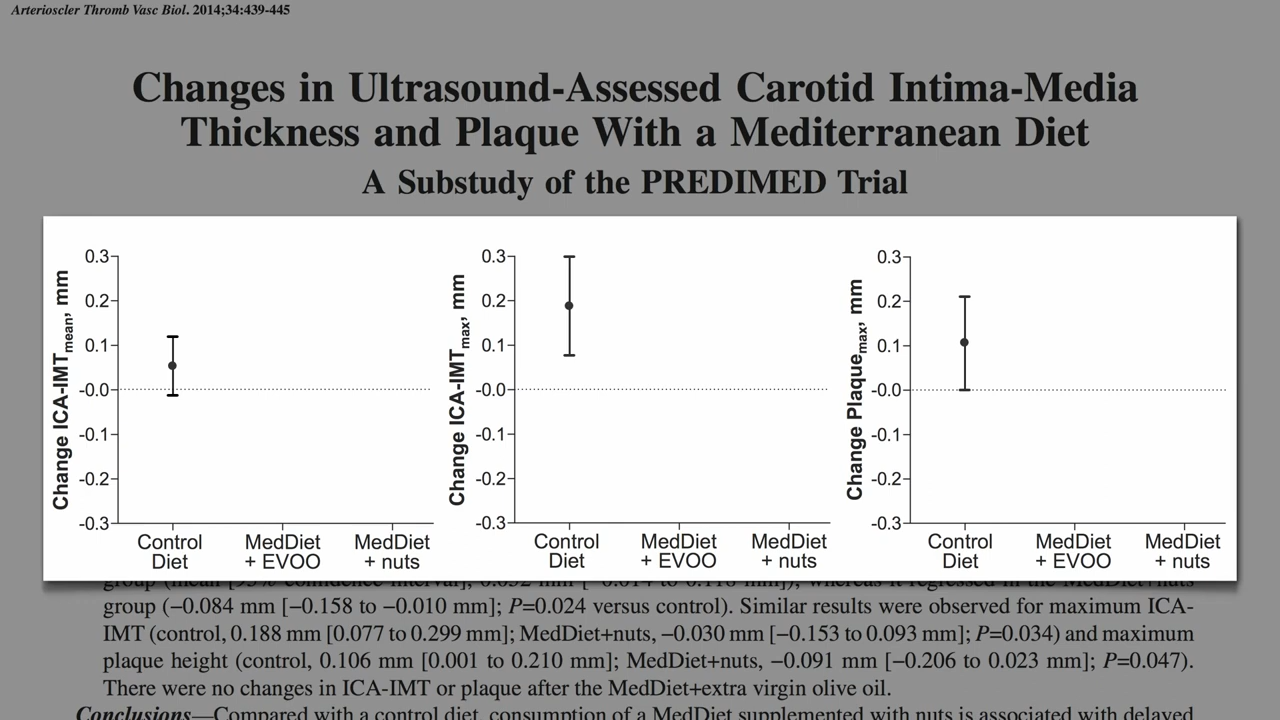 Arterioscler Thromb Vasc Biol. 2014;34:439-445
Changes in Ultrasound-Assessed Carotid Intima-Media
Thickness and Plaque With a Mediterranean Diet
A Substudy of the PREDIMED Trial
Change ICA-IMTmean, mm
0.3
0.2
0.1
-0.0
-0.1
-0.2
-0.3
Control Diet
MedDiet + EVOO
MedDiet + nuts
Change ICA-IMTmax, mm
0.3
0.2
0.1
-0.0
-0.1
-0.2
-0.3
Control Diet
MedDiet + EVOO
MedDiet + nuts
Change Plaquemax, mm
0.3
0.2
0.1
-0.0
-0.1
-0.2
-0.3
Control Diet
MedDiet + EVOO
MedDiet + nuts
group (−0.084 mm [−0.158 to −0.010 mm]; P=0.024 versus control). Similar results were observed for maximum ICA-
IMT (control, 0.188 mm [0.077 to 0.299 mm]; MedDiet+nuts, −0.030 mm [−0.153 to 0.093 mm]; P=0.034) and maximum
plaque height (control, 0.106 mm [0.001 to 0.210 mm]; MedDiet+nuts, −0.091 mm [−0.206 to 0.023 mm]; P=0.047).
There were no changes in ICA-IMT or plaque after the MedDiet+extra virgin olive oil.
Conclusions—Compared with a control diet, consumption of a MedDiet supplemented with nuts is associated with delayed